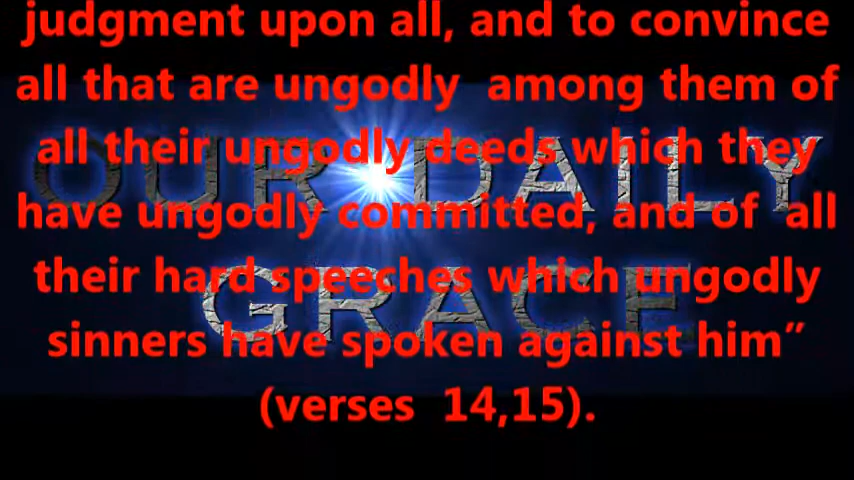 judgment upon all, and to convince
all that are ungodly among them of
all their ungodly deeds which they
have ungodly committed, and of all
their hard speeches which ungodly
sinners have spoken against him”
(verses 14,15).
OUR DAILY
GRACE